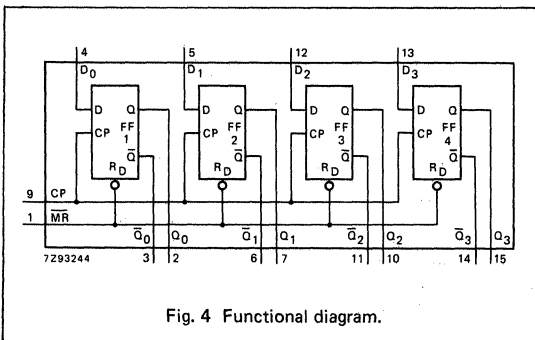 4 5 12 13
D0 D1 D2 D3
D Q D Q D Q D Q
FF FF FF FF
CP 1 CP 2 CP 3 CP 4
Q̅ Q̅ Q̅ Q̅
RD RD RD RD
9 CP
1 M̅R̅
Q̅0 Q0 Q̅1 Q1 Q̅2 Q2 Q̅3 Q3
7Z93244 3 2 6 7 11 10 14 15
Fig. 4 Functional diagram.